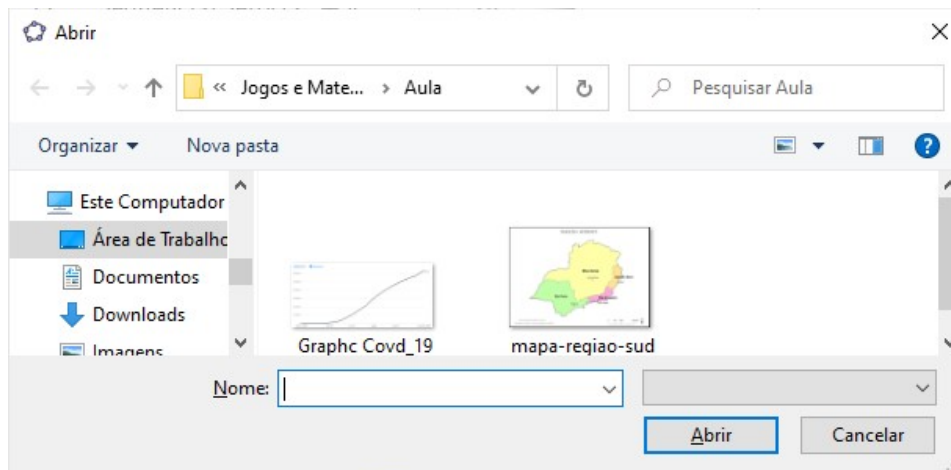 Abrir
« Jogos e Mate... › Aula
Pesquisar Aula
Organizar
Nova pasta
Este Computador
Área de Trabalho
Documentos
Downloads
Imagens
Graphc Covd_19
mapa-regiao-sud
Nome:
Abrir
Cancelar